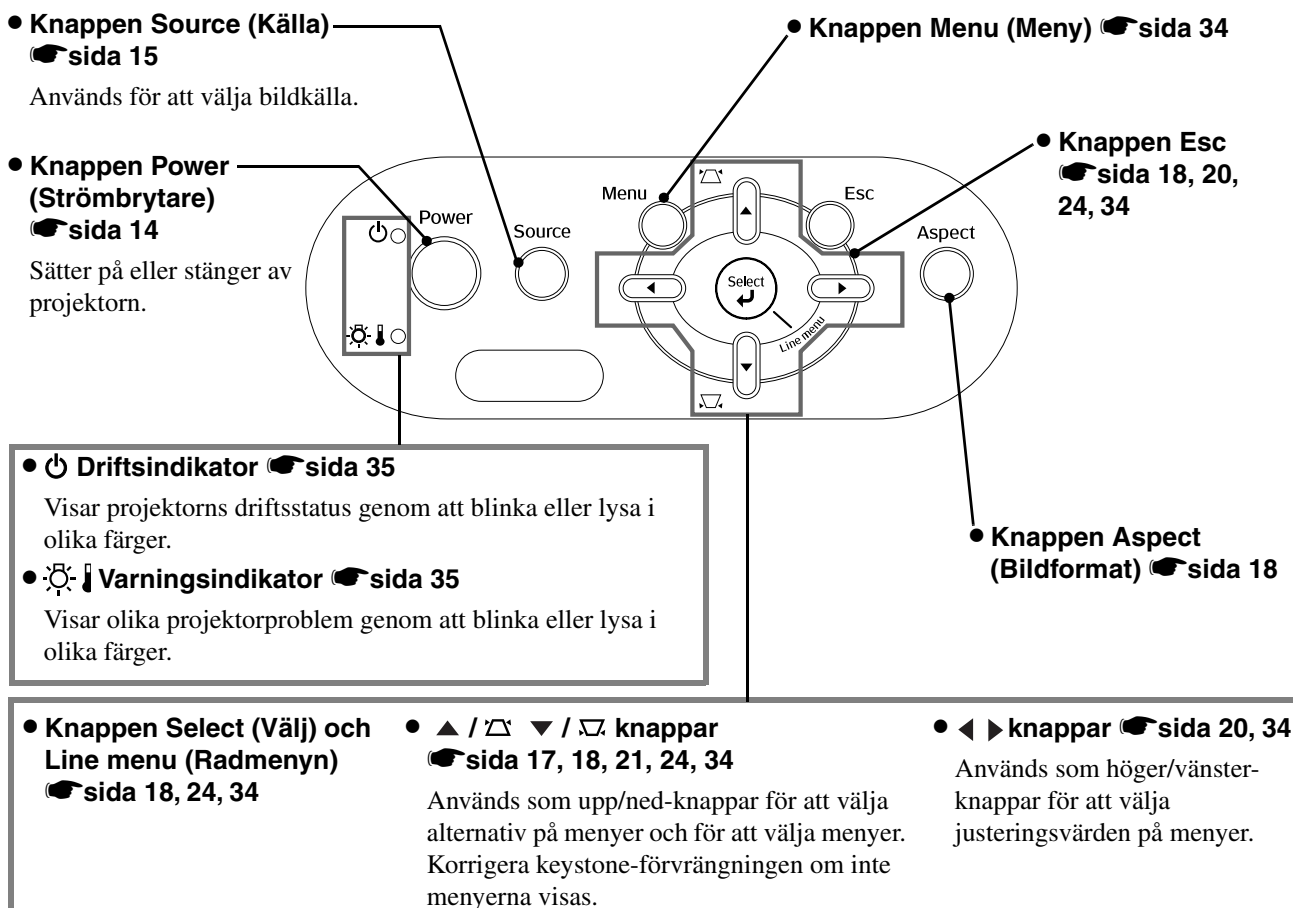 ● Knappen Source (Källa)
☛sida 15
Används för att välja bildkälla.
● Knappen Power
(Strömbrytare)
☛sida 14
Sätter på eller stänger av
projektorn.
● Knappen Menu (Meny) ☛sida 34
● Knappen Esc
☛sida 18, 20,
24, 34
Power
Source
Menu
Esc
Aspect
Select
Line menu
● Knappen Aspect
(Bildformat) ☛sida 18
● ⏻ Driftsindikator ☛sida 35
Visar projektorns driftsstatus genom att blinka eller lysa i
olika färger.
● Varningsindikator ☛sida 35
Visar olika projektorproblem genom att blinka eller lysa i
olika färger.
● Knappen Select (Välj) och
Line menu (Radmenyn)
☛sida 18, 24, 34
● ▲ / ▼ / knappar
☛sida 17, 18, 21, 24, 34
Används som upp/ned-knappar för att välja
alternativ på menyer och för att välja menyer.
Korrigera keystone-förvrängningen om inte
menyerna visas.
● ◀ ▶ knappar ☛sida 20, 34
Används som höger/vänster-
knappar för att välja
justeringsvärden på menyer.